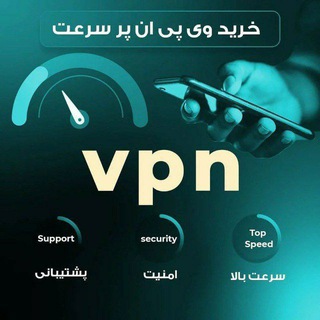 خرید وی پی ان پر سرعت
vpn
Support
security
Top
Speed
پشتیبانی
امنیت
سرعت بالا